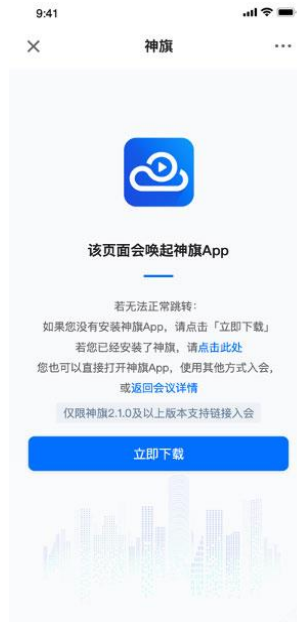 9:41
神旗
该页面会唤起神旗App
若无法正常跳转：
如果您没有安装神旗App，请点击「立即下载」
若您已经安装了神旗，请点击此处
您也可以直接打开神旗App，使用其他方式入会，
或返回会议详情
仅限神旗2.1.0及以上版本支持链接入会
立即下载